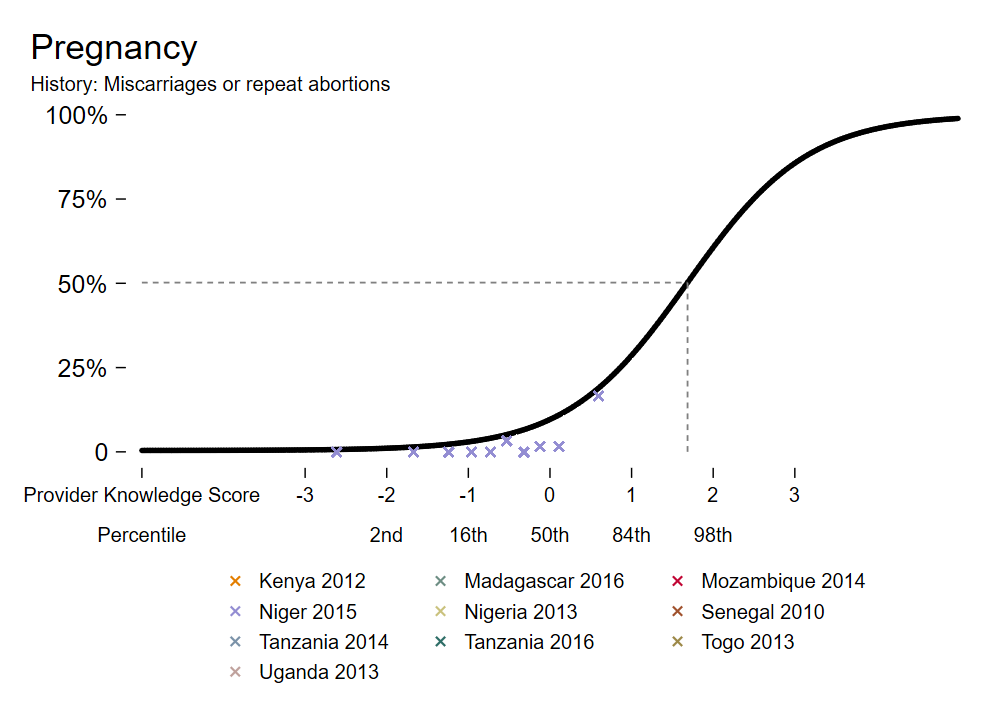 Pregnancy
History: Miscarriages or repeat abortions
100%
75%
50%
25%
0
Provider Knowledge Score -3 -2 -1 0 1 2 3
Percentile 2nd 16th 50th 84th 98th
Kenya 2012 Madagascar 2016 Mozambique 2014
Niger 2015 Nigeria 2013 Senegal 2010
Tanzania 2014 Tanzania 2016 Togo 2013
Uganda 2013